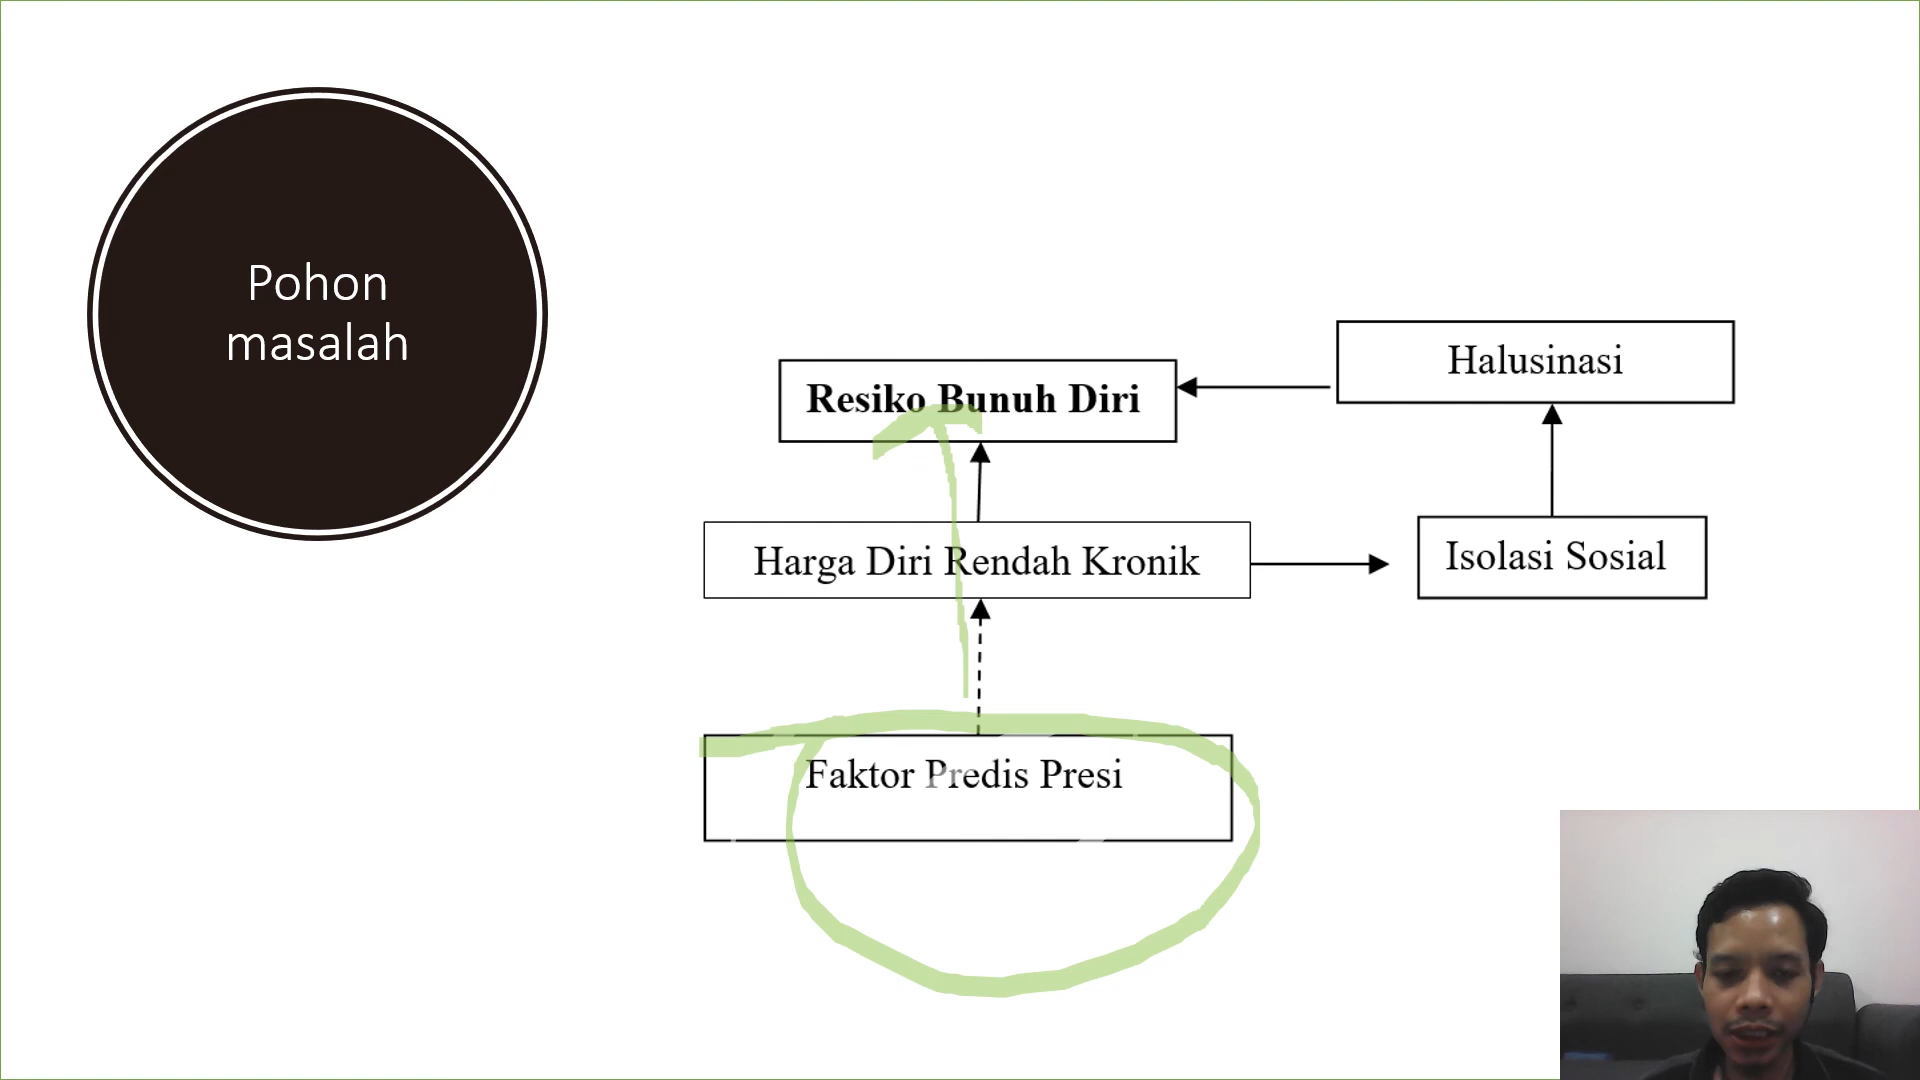 Pohon
masalah
Halusinasi
Resiko Bunuh Diri
Harga Diri Rendah Kronik
Isolasi Sosial
Faktor Predis Presi